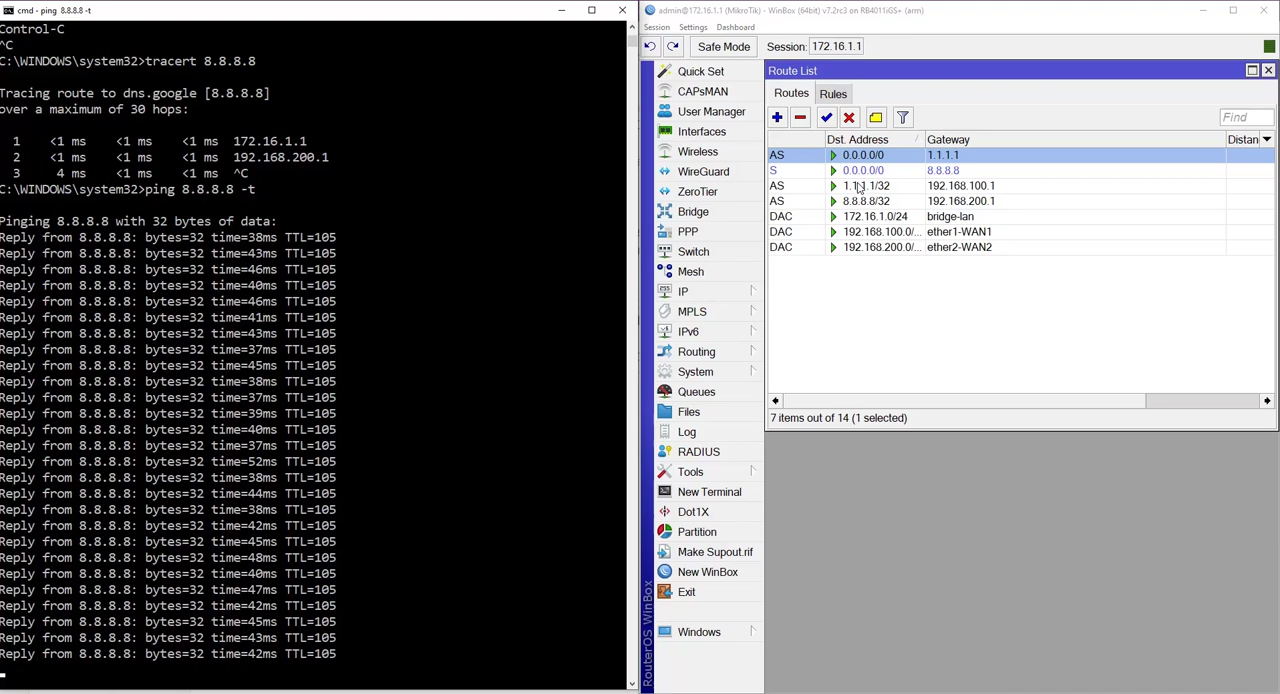 cmd - ping 8.8.8.8 -t
Control-C
^C
C:\WINDOWS\system32>tracert 8.8.8.8
Tracing route to dns.google [8.8.8.8]
over a maximum of 30 hops:
1 <1 ms <1 ms <1 ms 172.16.1.1
2 <1 ms <1 ms <1 ms 192.168.200.1
3 4 ms <1 ms <1 ms ^C
C:\WINDOWS\system32>ping 8.8.8.8 -t
Pinging 8.8.8.8 with 32 bytes of data:
Reply from 8.8.8.8: bytes=32 time=38ms TTL=105
Reply from 8.8.8.8: bytes=32 time=43ms TTL=105
Reply from 8.8.8.8: bytes=32 time=46ms TTL=105
Reply from 8.8.8.8: bytes=32 time=40ms TTL=105
Reply from 8.8.8.8: bytes=32 time=46ms TTL=105
Reply from 8.8.8.8: bytes=32 time=41ms TTL=105
Reply from 8.8.8.8: bytes=32 time=43ms TTL=105
Reply from 8.8.8.8: bytes=32 time=37ms TTL=105
Reply from 8.8.8.8: bytes=32 time=45ms TTL=105
Reply from 8.8.8.8: bytes=32 time=38ms TTL=105
Reply from 8.8.8.8: bytes=32 time=37ms TTL=105
Reply from 8.8.8.8: bytes=32 time=39ms TTL=105
Reply from 8.8.8.8: bytes=32 time=40ms TTL=105
Reply from 8.8.8.8: bytes=32 time=37ms TTL=105
Reply from 8.8.8.8: bytes=32 time=52ms TTL=105
Reply from 8.8.8.8: bytes=32 time=38ms TTL=105
Reply from 8.8.8.8: bytes=32 time=44ms TTL=105
Reply from 8.8.8.8: bytes=32 time=38ms TTL=105
Reply from 8.8.8.8: bytes=32 time=42ms TTL=105
Reply from 8.8.8.8: bytes=32 time=45ms TTL=105
Reply from 8.8.8.8: bytes=32 time=48ms TTL=105
Reply from 8.8.8.8: bytes=32 time=40ms TTL=105
Reply from 8.8.8.8: bytes=32 time=47ms TTL=105
Reply from 8.8.8.8: bytes=32 time=42ms TTL=105
Reply from 8.8.8.8: bytes=32 time=45ms TTL=105
Reply from 8.8.8.8: bytes=32 time=43ms TTL=105
Reply from 8.8.8.8: bytes=32 time=42ms TTL=105
admin@172.16.1.1 (MikroTik) - WinBox (64bit) v7.2rc3 on RB4011iGS+ (arm)
Session Settings Dashboard
Safe Mode Session: 172.16.1.1
Quick Set
CAPsMAN
User Manager
Interfaces
Wireless
WireGuard
ZeroTier
Bridge
PPP
Switch
Mesh
IP
MPLS
IPv6
Routing
System
Queues
Files
Log
RADIUS
Tools
New Terminal
Dot1X
Partition
Make Supout.rif
New WinBox
Exit
Windows
RouterOS WinBox
Route List
Routes Rules
Find
Dst. Address Gateway Distan
AS 0.0.0.0/0 1.1.1.1
S 0.0.0.0/0 8.8.8.8
AS 1.1.1.1/32 192.168.100.1
AS 8.8.8.8/32 192.168.200.1
DAC 172.16.1.0/24 bridge-lan
DAC 192.168.100.0/... ether1-WAN1
DAC 192.168.200.0/... ether2-WAN2
7 items out of 14 (1 selected)